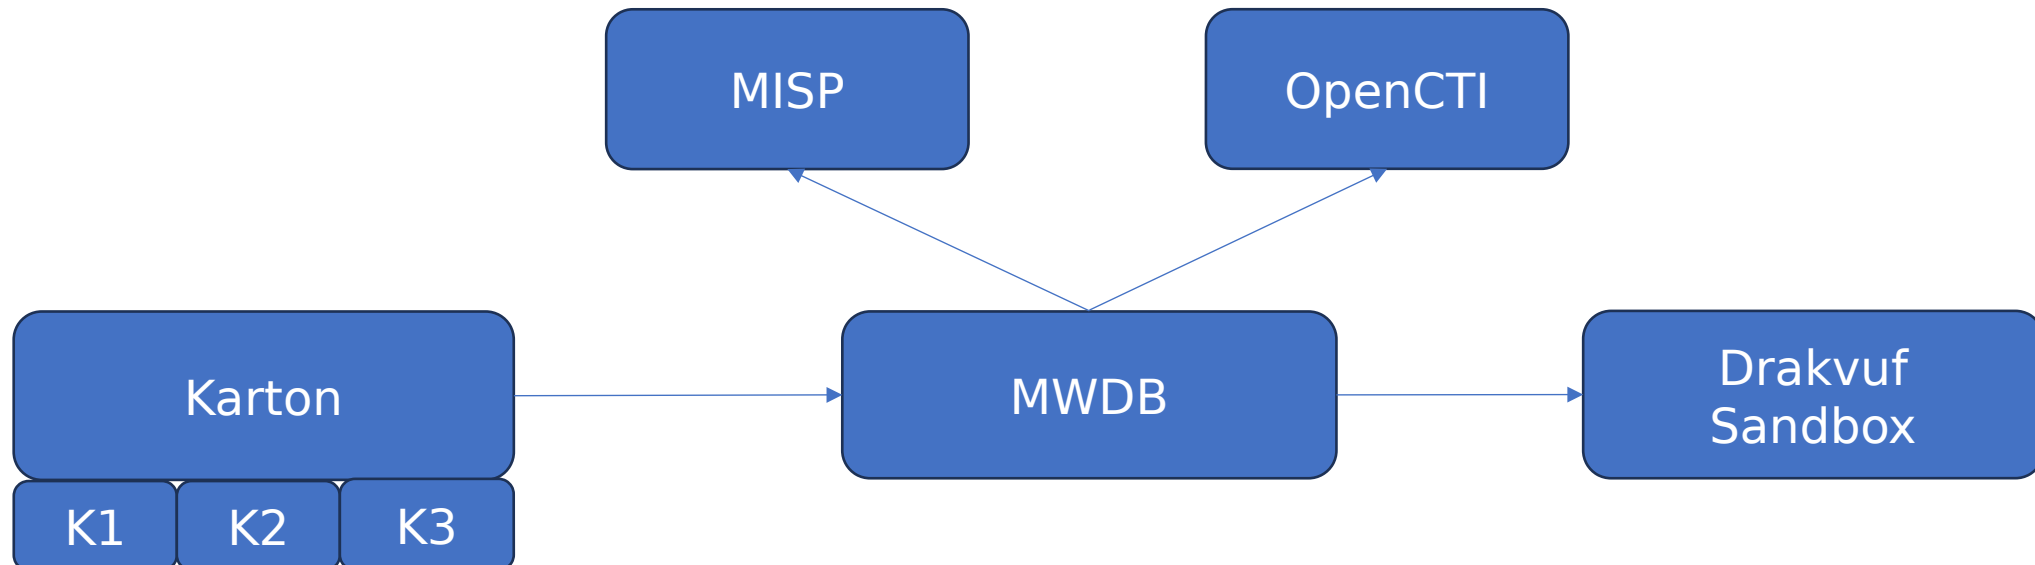 MISP
OpenCTI
Karton
MWDB
Drakvuf
Sandbox
K1
K2
K3